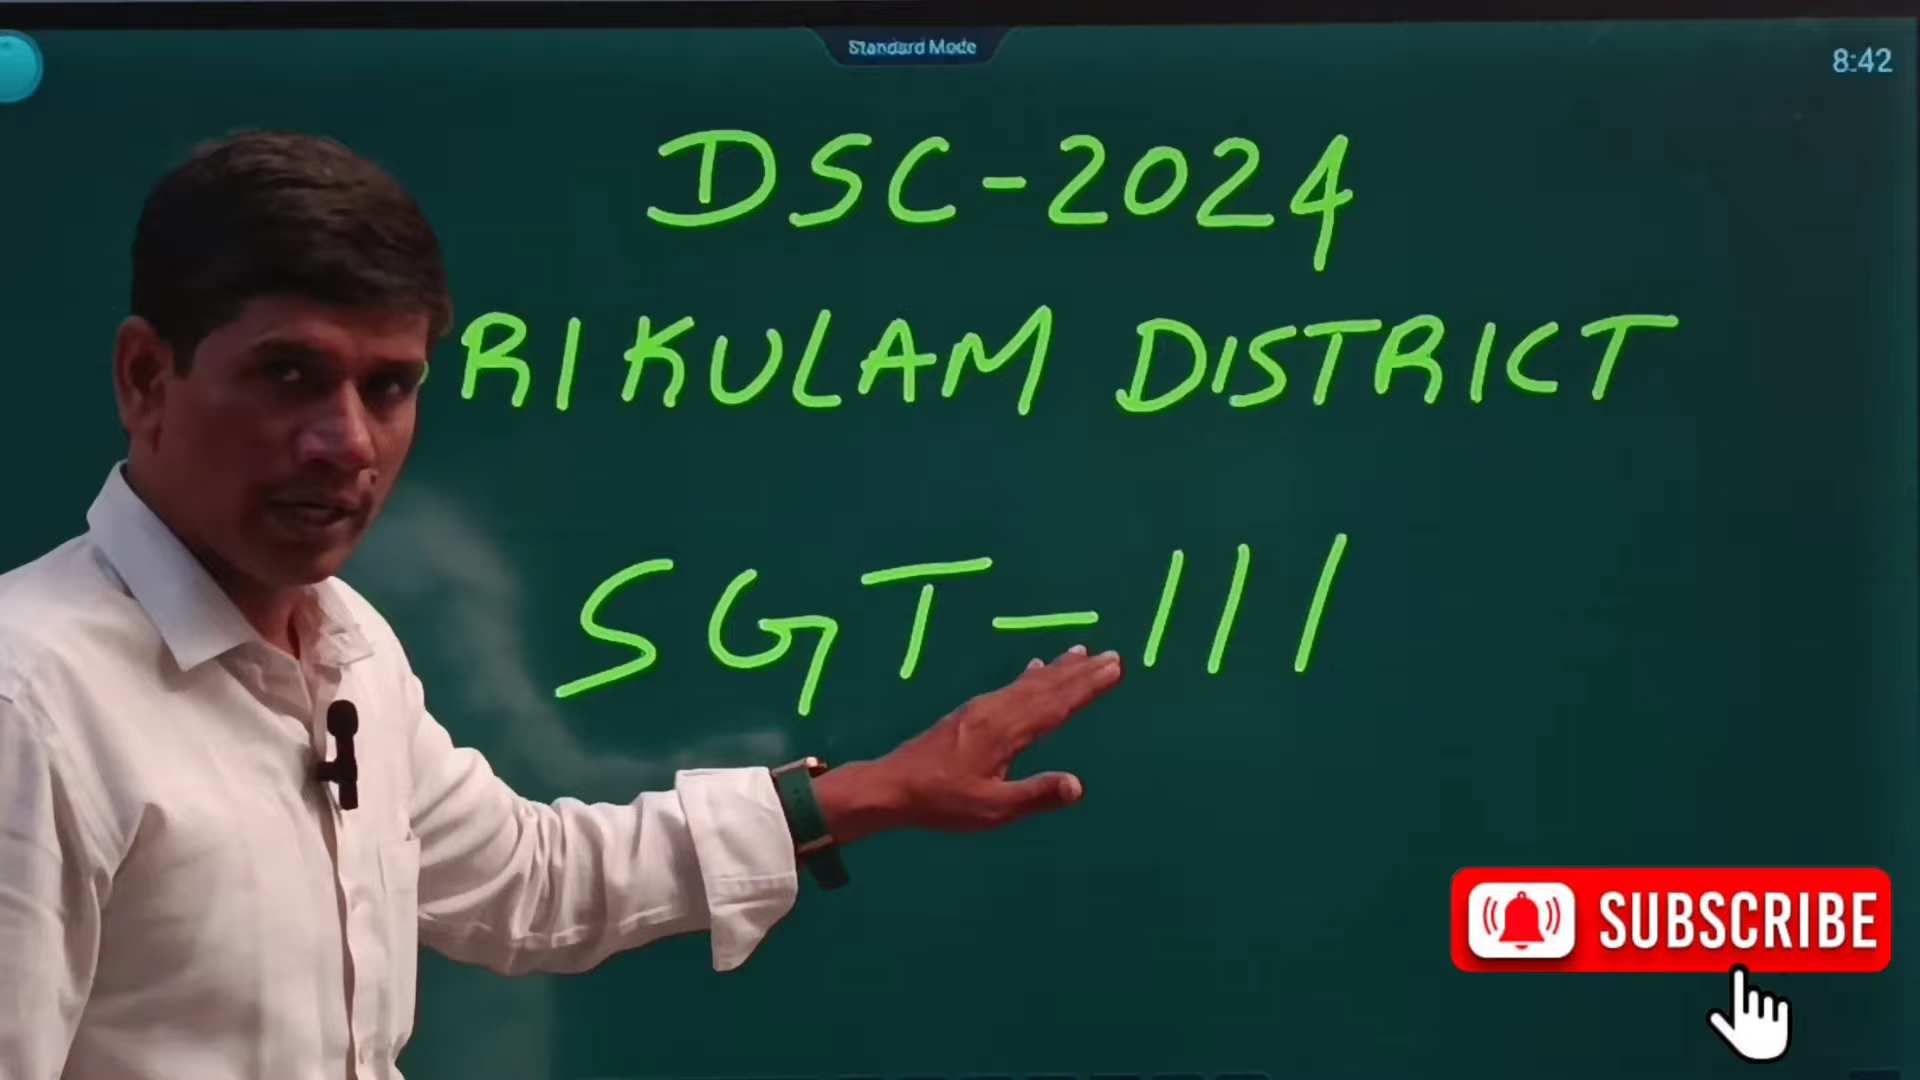 Standard Mode
8:42
DSC-2024
RIKULAM DISTRICT
SGT-111
SUBSCRIBE